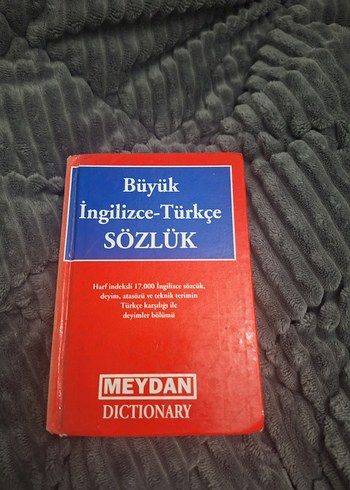 Büyük
İngilizce-Türkçe
SÖZLÜK
Harf indeksli 17.000 İngilizce sözcük,
deyim, atasözü ve teknik terimin
Türkçe karşılığı ile
deyimler bölümü
MEYDAN
DICTIONARY